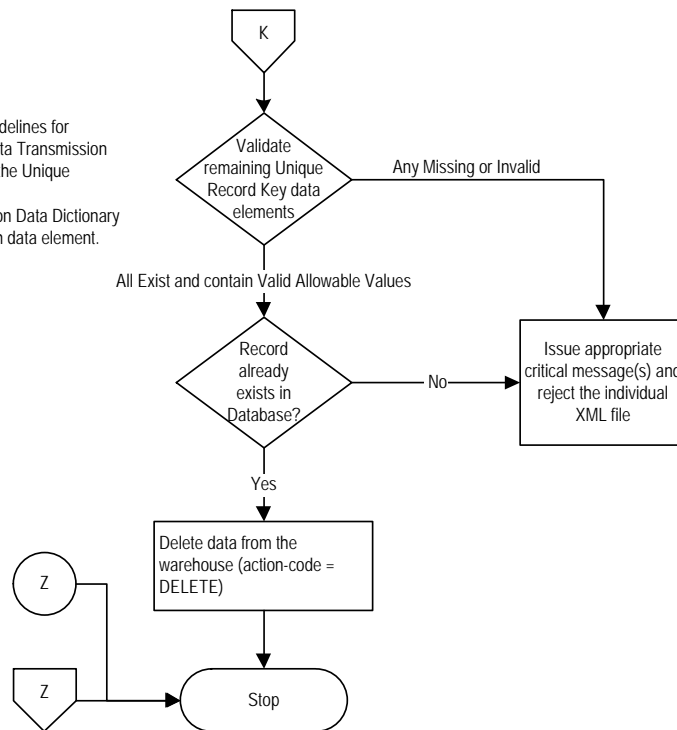 K
delines for
ta Transmission
the Unique
on Data Dictionary
n data element.
Validate
remaining Unique
Record Key data
elements
Any Missing or Invalid
All Exist and contain Valid Allowable Values
Record
already
exists in
Database?
No
Issue appropriate
critical message(s) and
reject the individual
XML file
Yes
Delete data from the
warehouse (action-code =
DELETE)
Z
Z
Stop